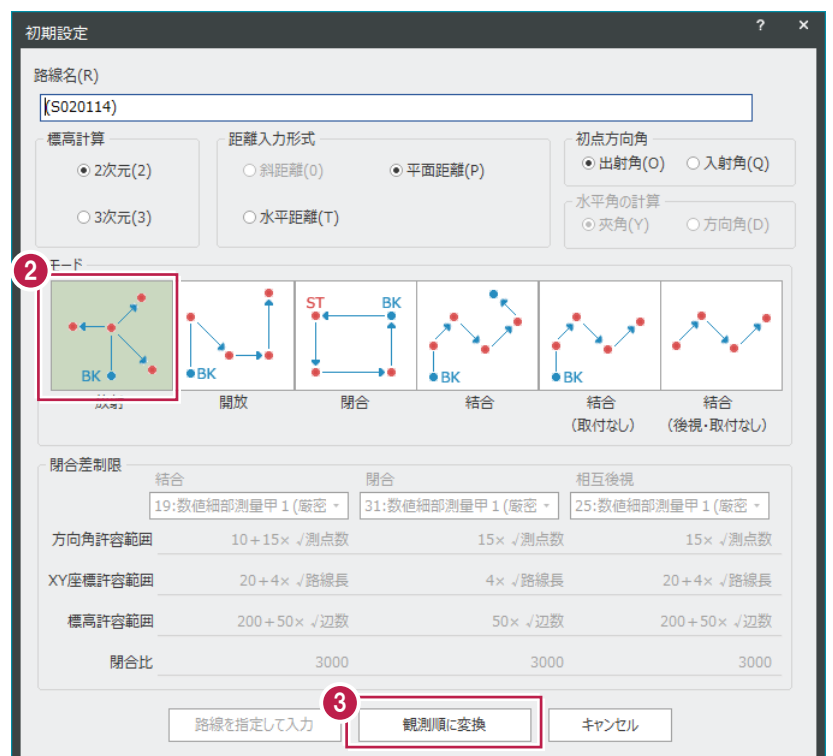 初期設定 ? ×
路線名(R)
(S020114)
標高計算 距離入力形式 初点方向角
2次元(2) 斜距離(0) 平面距離(P) 出射角(O) 入射角(Q)
水平角の計算
3次元(3) 水平距離(T) 夾角(Y) 方向角(D)
2 モード
ST BK
BK BK BK BK
放射 開放 閉合 結合 結合 結合
(取付なし) (後視・取付なし)
閉合差制限
結合 閉合 相互後視
19:数値細部測量甲1(厳密 31:数値細部測量甲1(厳密 25:数値細部測量甲1(厳密
方向角許容範囲 10+15× √測点数 15× √測点数 15× √測点数
XY座標許容範囲 20+4× √路線長 4× √路線長 20+4× √路線長
標高許容範囲 200+50× √辺数 50× √辺数 200+50× √辺数
閉合比 3000 3000 3000
3
路線を指定して入力 観測順に変換 キャンセル